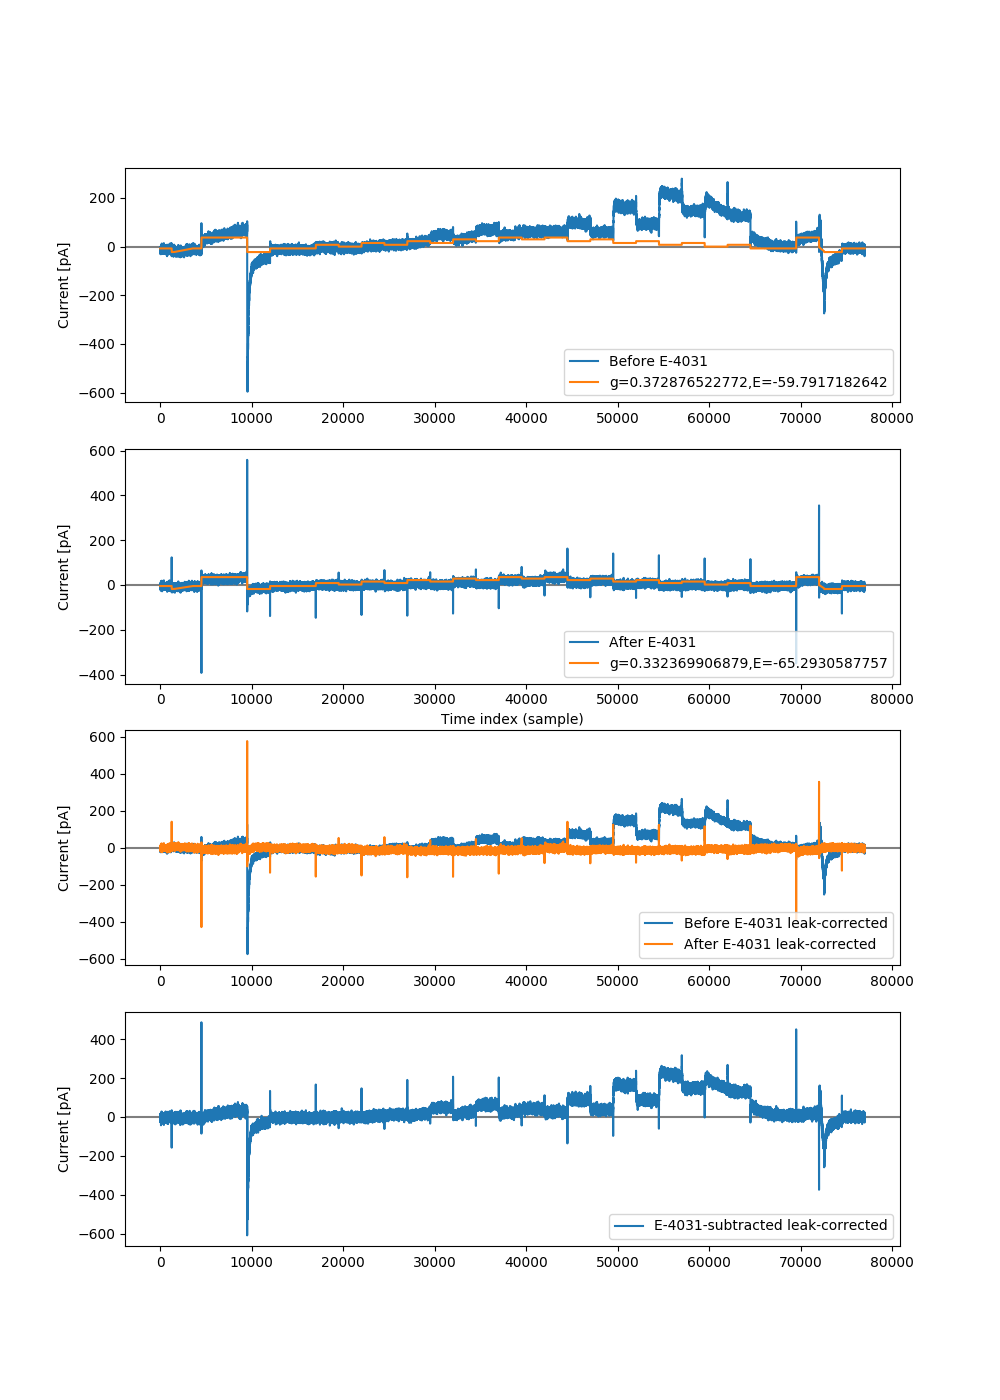 200
0
−200
−400
−600
Current [pA]
Before E-4031
g=0.372876522772,E=-59.7917182642
0 10000 20000 30000 40000 50000 60000 70000 80000
600
400
200
0
−200
−400
Current [pA]
After E-4031
g=0.332369906879,E=-65.2930587757
0 10000 20000 30000 40000 50000 60000 70000 80000
Time index (sample)
600
400
200
0
−200
−400
−600
Current [pA]
Before E-4031 leak-corrected
After E-4031 leak-corrected
0 10000 20000 30000 40000 50000 60000 70000 80000
400
200
0
−200
−400
−600
Current [pA]
E-4031-subtracted leak-corrected
0 10000 20000 30000 40000 50000 60000 70000 80000